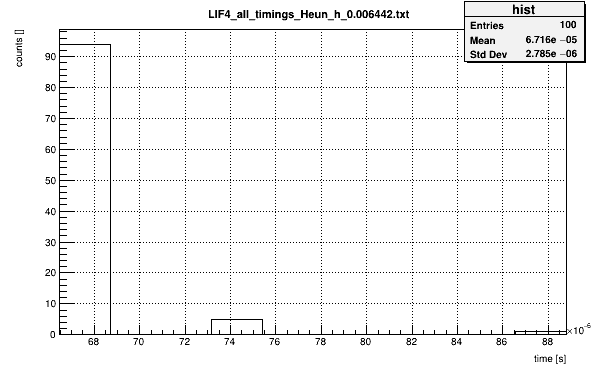 LIF4_all_timings_Heun_h_0.006442.txt
hist
Entries 100
Mean 6.716e −05
Std Dev 2.785e −06
counts []
90
80
70
60
50
40
30
20
10
0
68 70 72 74 76 78 80 82 84 86 88
×10−6
time [s]